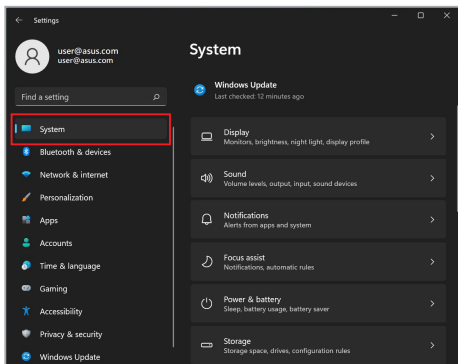 Settings
user@asus.com
user@asus.com
Find a setting
System
Bluetooth & devices
Network & internet
Personalization
Apps
Accounts
Time & language
Gaming
Accessibility
Privacy & security
Windows Update
System
Windows Update
Last checked: 12 minutes ago
Display
Monitors, brightness, night light, display profile
Sound
Volume levels, output, input, sound devices
Notifications
Alerts from apps and system
Focus assist
Notifications, automatic rules
Power & battery
Sleep, battery usage, battery saver
Storage
Storage space, drives, configuration rules